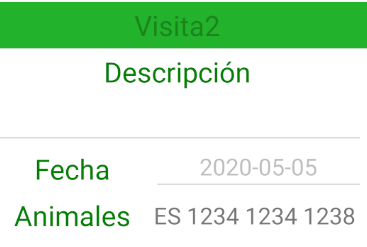 Visita2
Descripción
Fecha 2020-05-05
Animales ES 1234 1234 1238